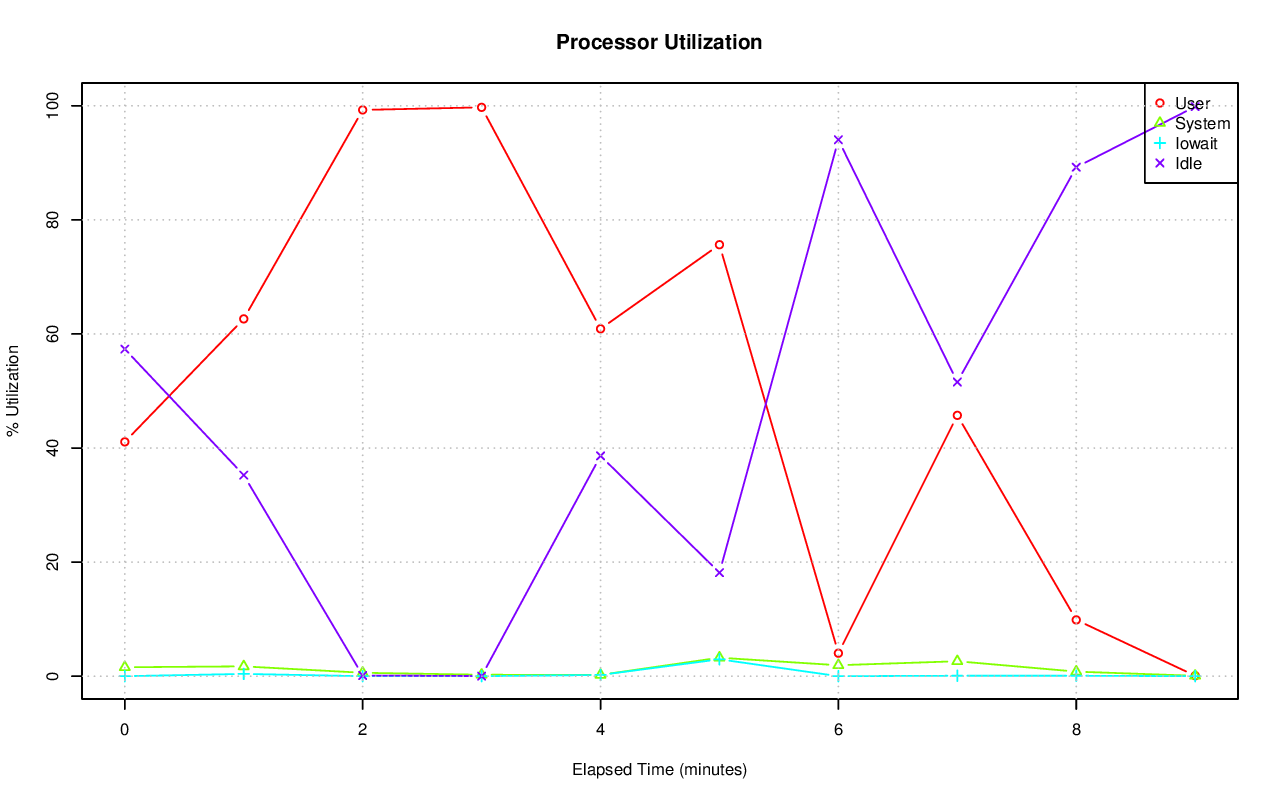 Processor Utilization
% Utilization
100
80
60
40
20
0
User
System
Iowait
Idle
0 2 4 6 8
Elapsed Time (minutes)